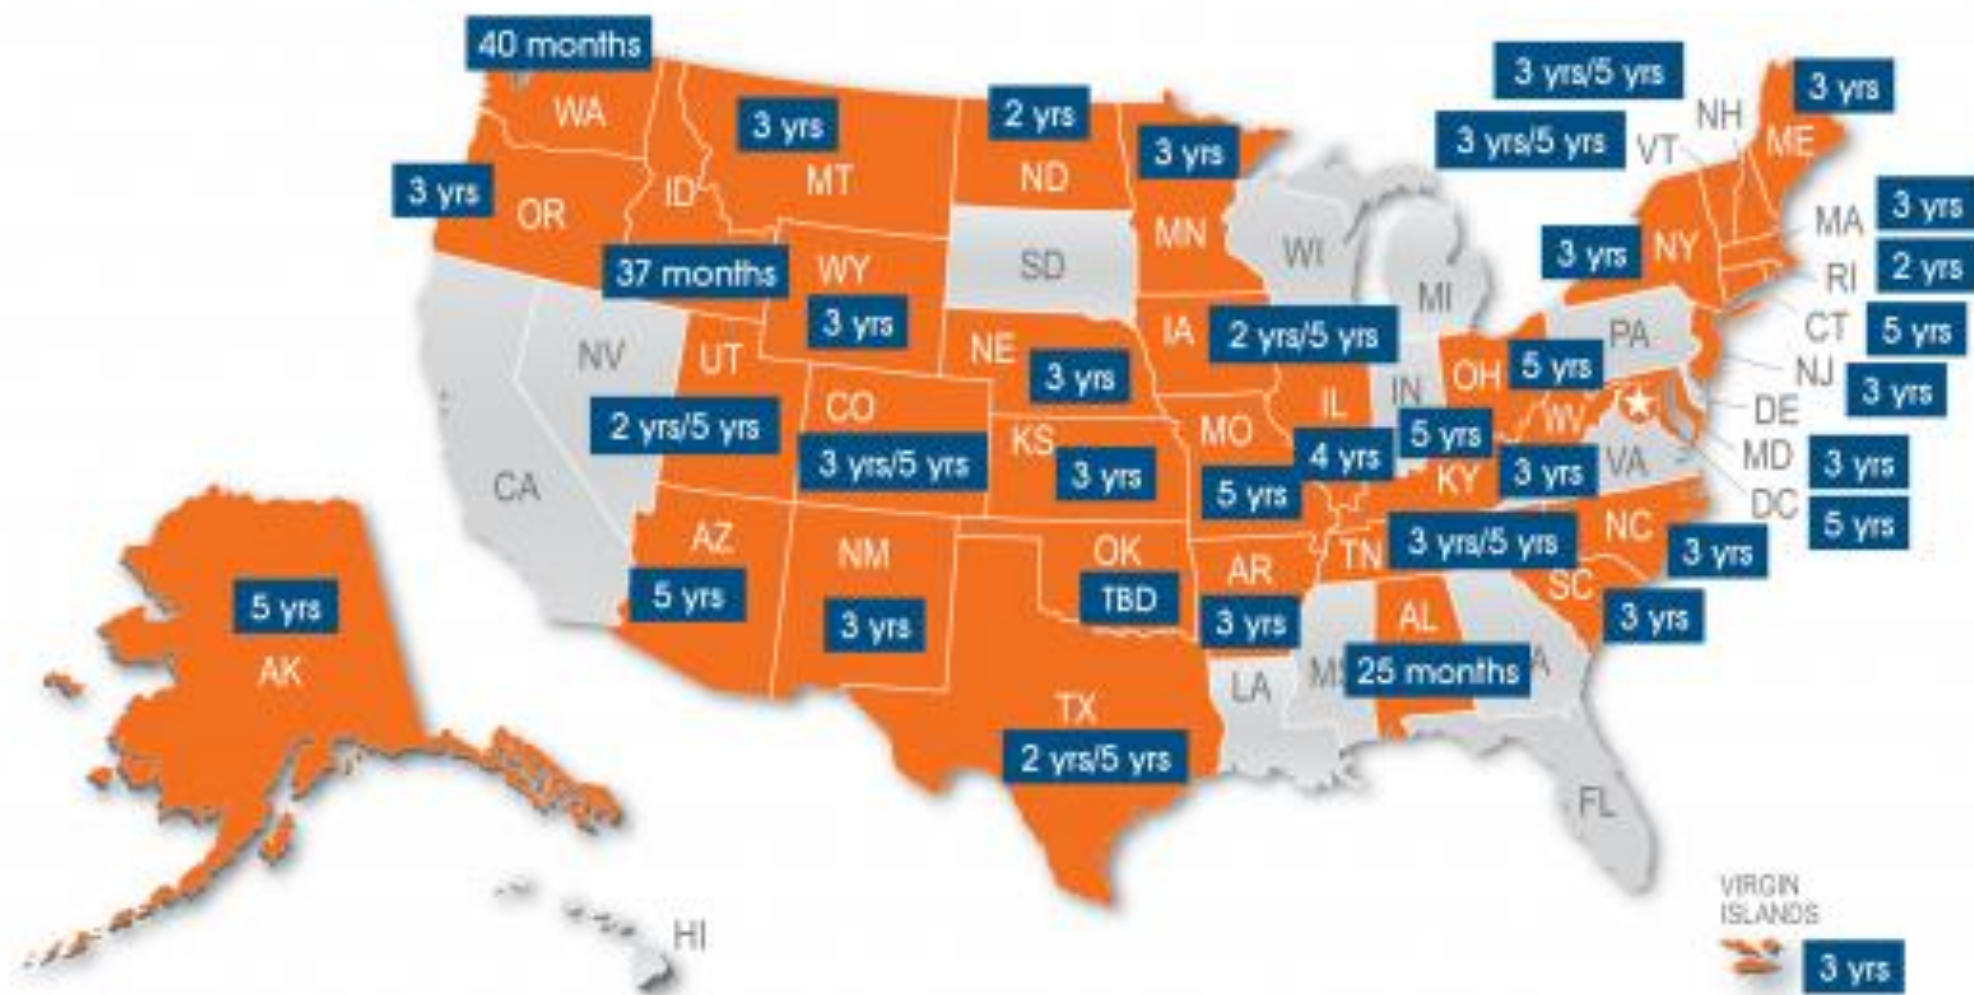 40 months
WA
3 yrs
OR
ID
37 months
3 yrs
MT
2 yrs
ND
3 yrs
MN
WY
3 yrs
SD
NE
3 yrs
IA
2 yrs/5 yrs
WI
MI
NV
UT
2 yrs/5 yrs
CO
3 yrs/5 yrs
KS
3 yrs
MO
5 yrs
IL
4 yrs
IN
5 yrs
OH
5 yrs
KY
WV
3 yrs
VA
PA
3 yrs
NY
3 yrs/5 yrs
NH
3 yrs/5 yrs
VT
ME
3 yrs
MA
3 yrs
RI
2 yrs
CT
5 yrs
NJ
3 yrs
DE
MD
3 yrs
DC
5 yrs
CA
AZ
5 yrs
NM
3 yrs
OK
TBD
AR
3 yrs
TN
3 yrs/5 yrs
NC
3 yrs
SC
3 yrs
AL
25 months
A
LA
TX
2 yrs/5 yrs
FL
5 yrs
AK
HI
VIRGIN
ISLANDS
3 yrs